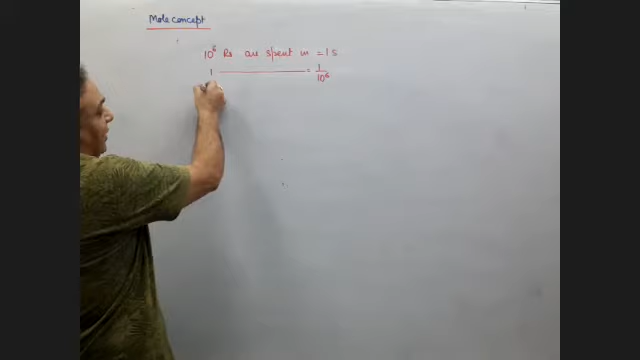 Mole concept
10⁶ Rs are spent in = 1 s
1 ——————— = 1/10⁶